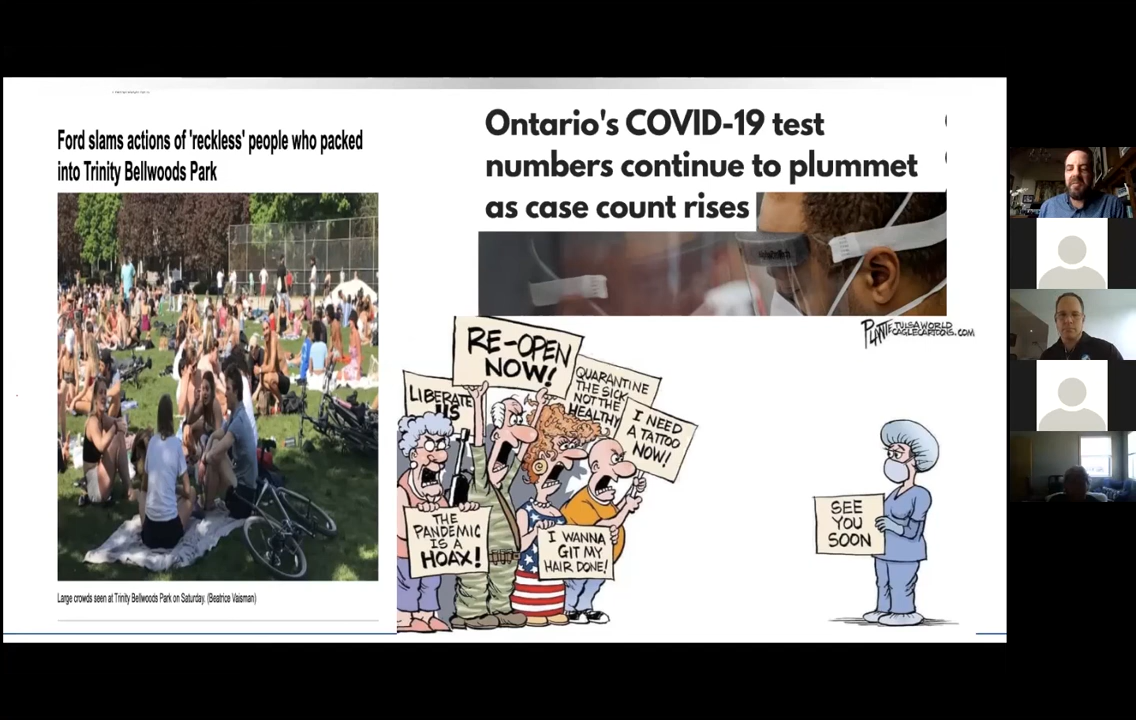 Ford slams actions of 'reckless' people who packed
into Trinity Bellwoods Park
Large crowds seen at Trinity Bellwoods Park on Saturday. (Beatrice Vaisman)
Ontario's COVID-19 test
numbers continue to plummet
as case count rises
PLANTE
TULSA WORLD
CAGLECARTOONS.COM
RE-OPEN
NOW!
LIBERATE
US
QUARANTINE
THE SICK
NOT THE
HEALTHY
I NEED
A TATTOO
NOW!
THE
PANDEMIC
IS A
HOAX!
I WANNA
GIT MY
HAIR DONE!
SEE
YOU
SOON